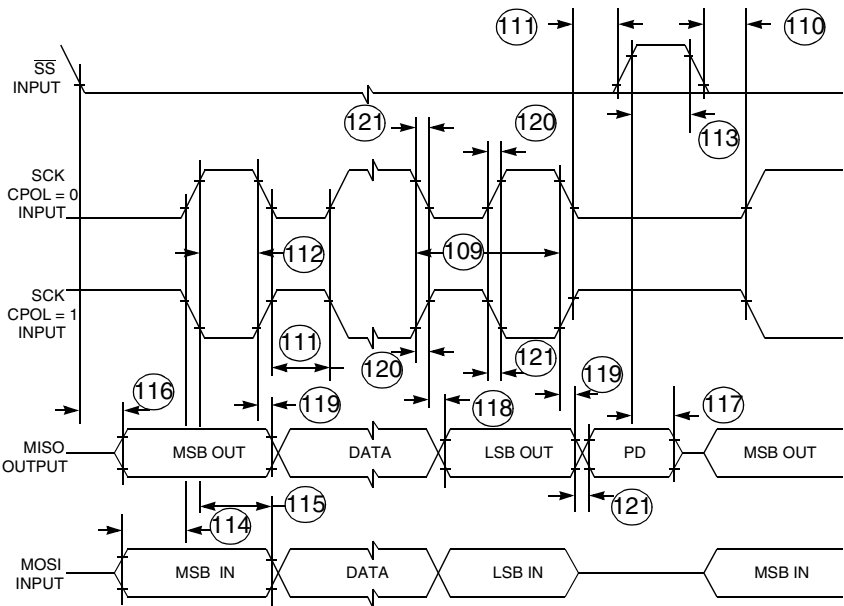 111
110
SS
INPUT
121
120
113
SCK
CPOL = 0
INPUT
112
109
SCK
CPOL = 1
INPUT
111
120
121
116
119
118
119
117
MISO
OUTPUT
MSB OUT
DATA
LSB OUT
PD
MSB OUT
115
121
114
MOSI
INPUT
MSB IN
DATA
LSB IN
MSB IN